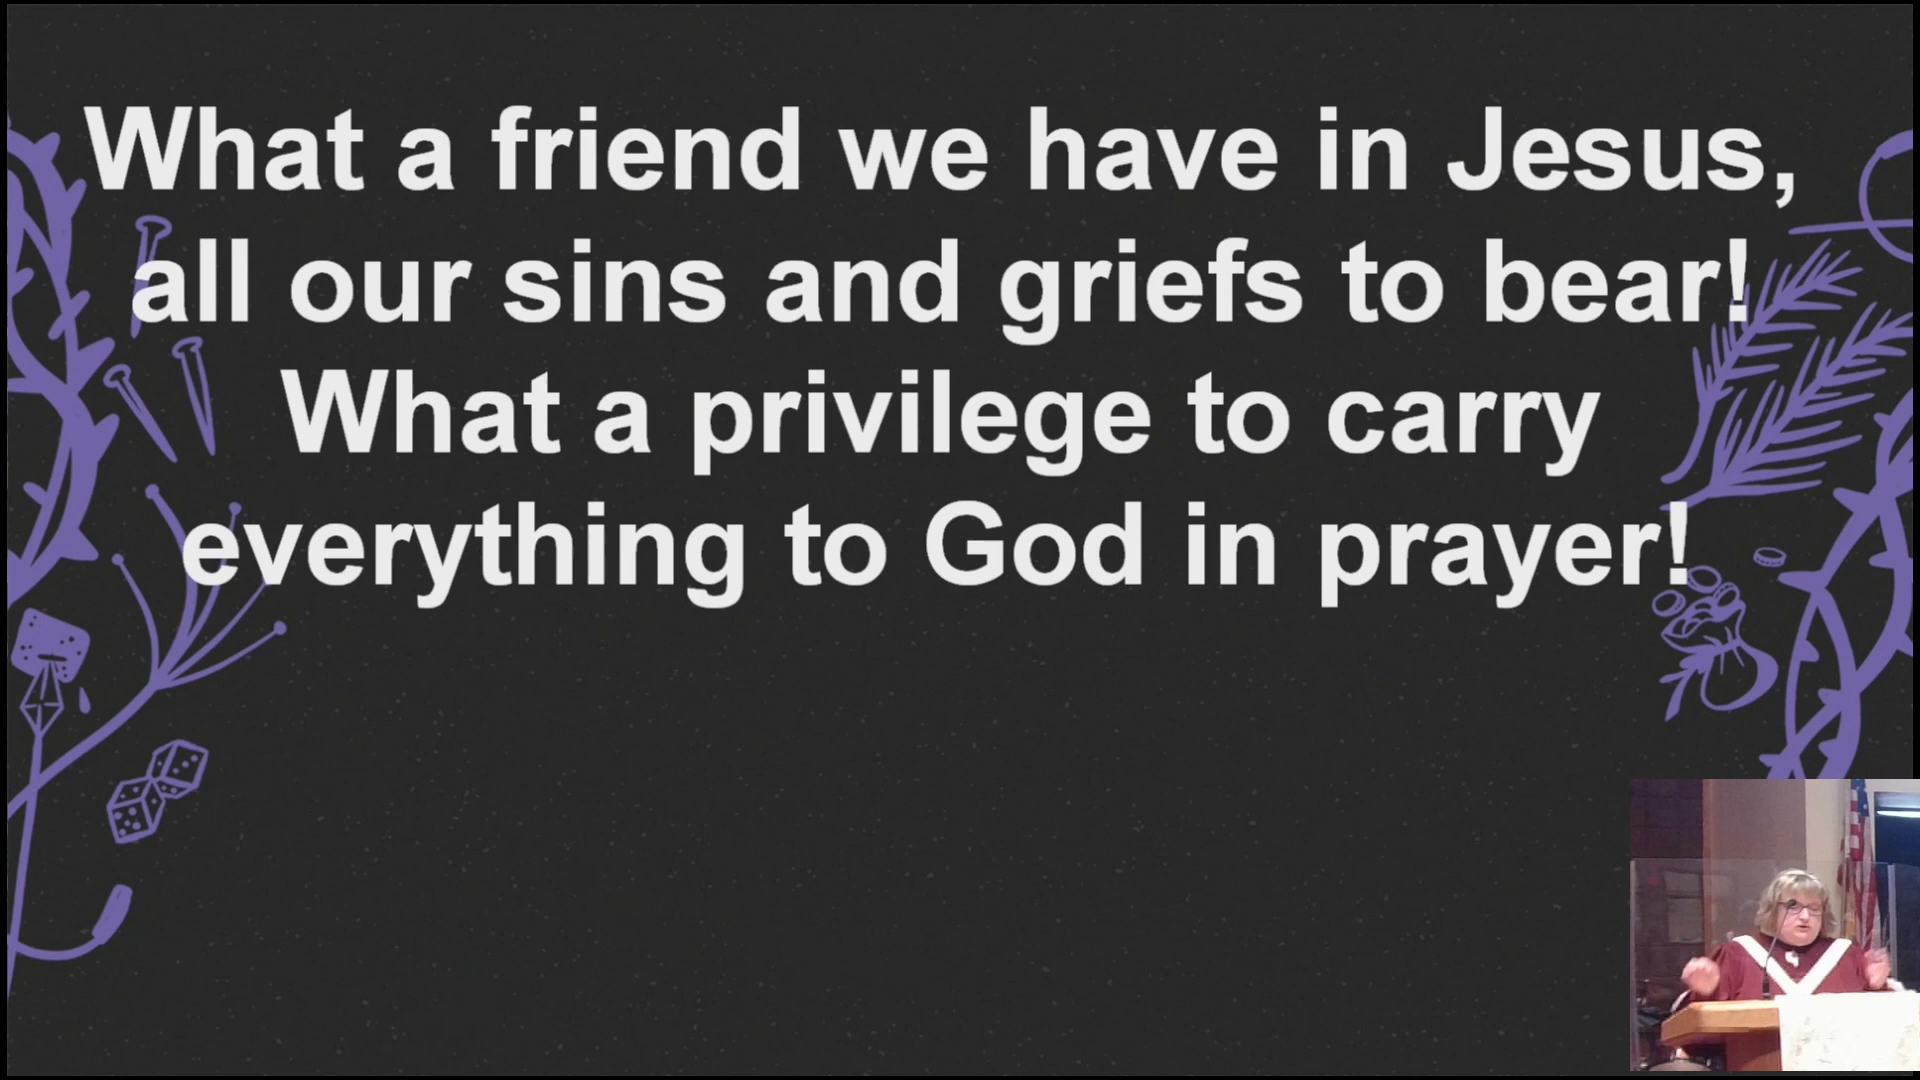 What a friend we have in Jesus,
all our sins and griefs to bear!
What a privilege to carry
everything to God in prayer!